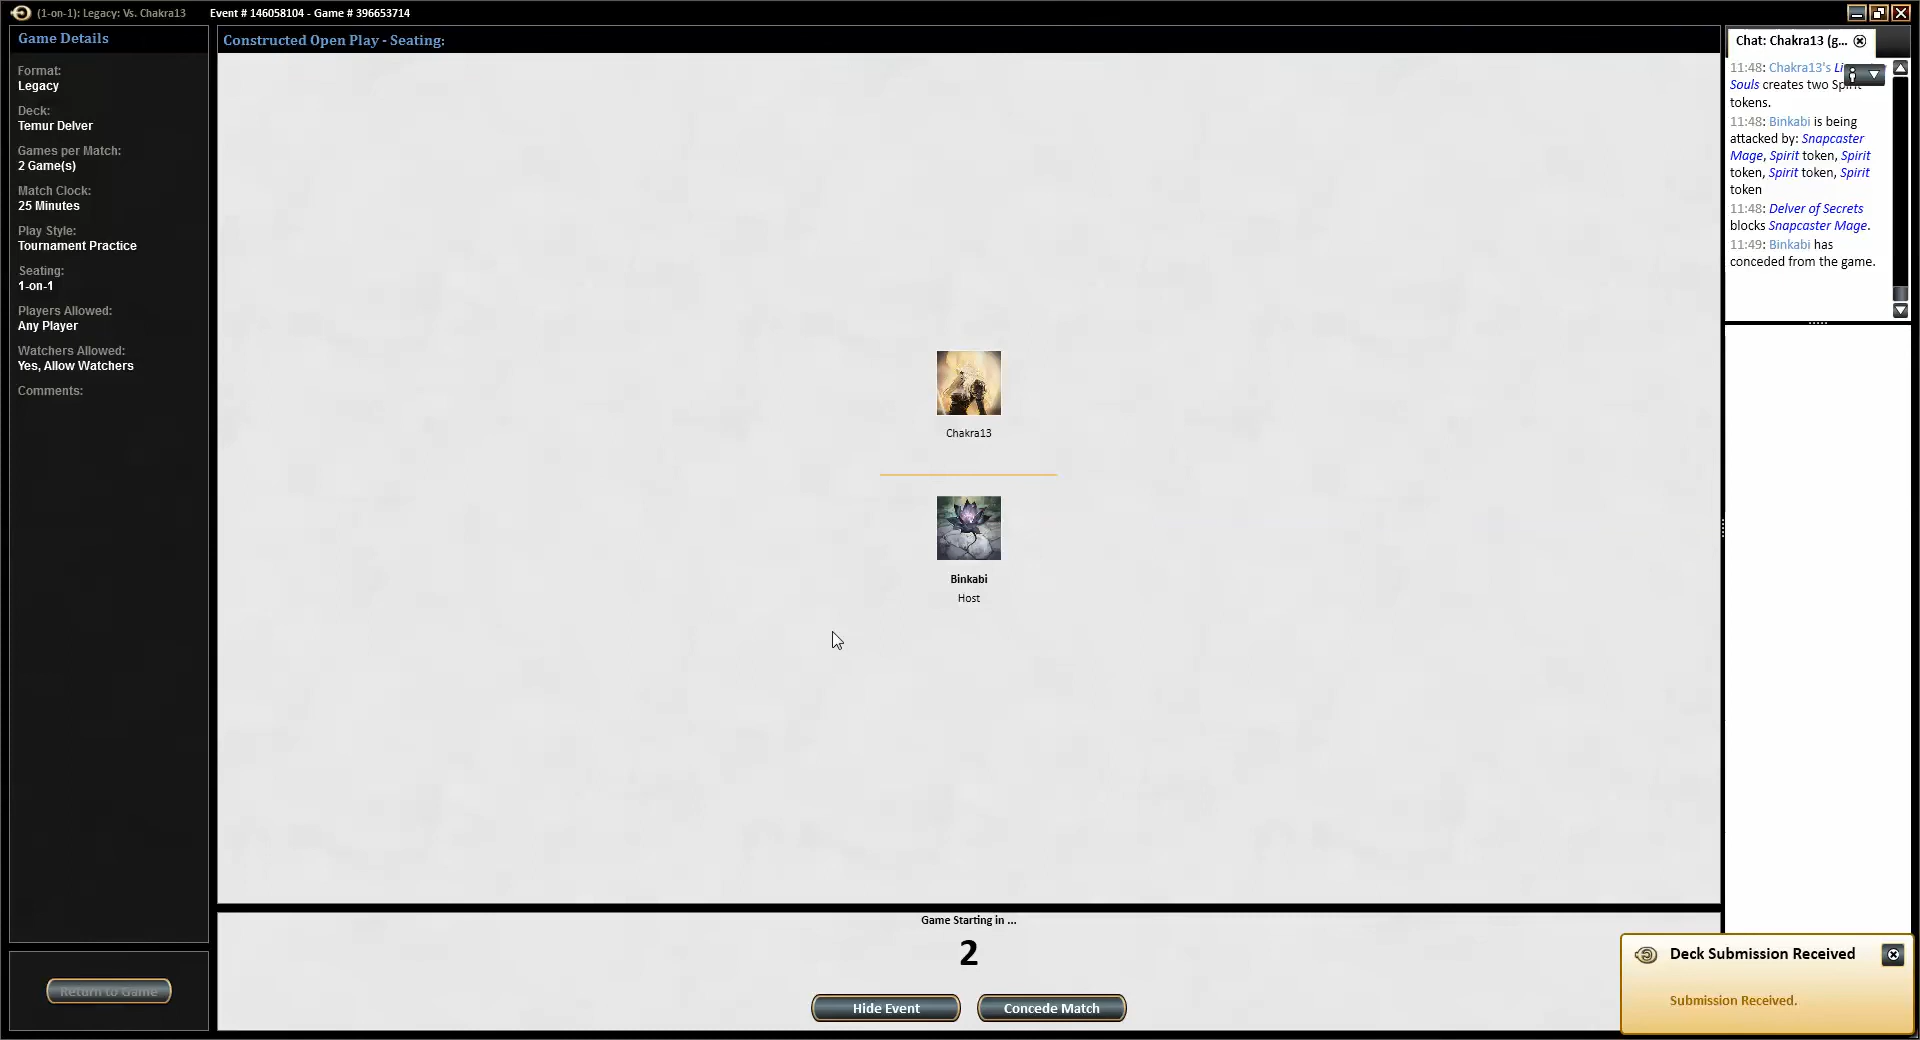 (1-on-1): Legacy: Vs. Chakra13
Event # 146058104 - Game # 396653714
Game Details
Format:
Legacy
Deck:
Temur Delver
Games per Match:
2 Game(s)
Match Clock:
25 Minutes
Play Style:
Tournament Practice
Seating:
1-on-1
Players Allowed:
Any Player
Watchers Allowed:
Yes, Allow Watchers
Comments:
Return to Game
Constructed Open Play - Seating:
Chakra13
Binkabi
Host
Game Starting in ...
2
Hide Event
Concede Match
Chat: Chakra13 (g...
11:48: Chakra13's
Souls creates two Spirit
tokens.
11:48: Binkabi is being
attacked by: Snapcaster
Mage, Spirit token, Spirit
token, Spirit token, Spirit
token
11:48: Delver of Secrets
blocks Snapcaster Mage.
11:49: Binkabi has
conceded from the game.
Deck Submission Received
Submission Received.